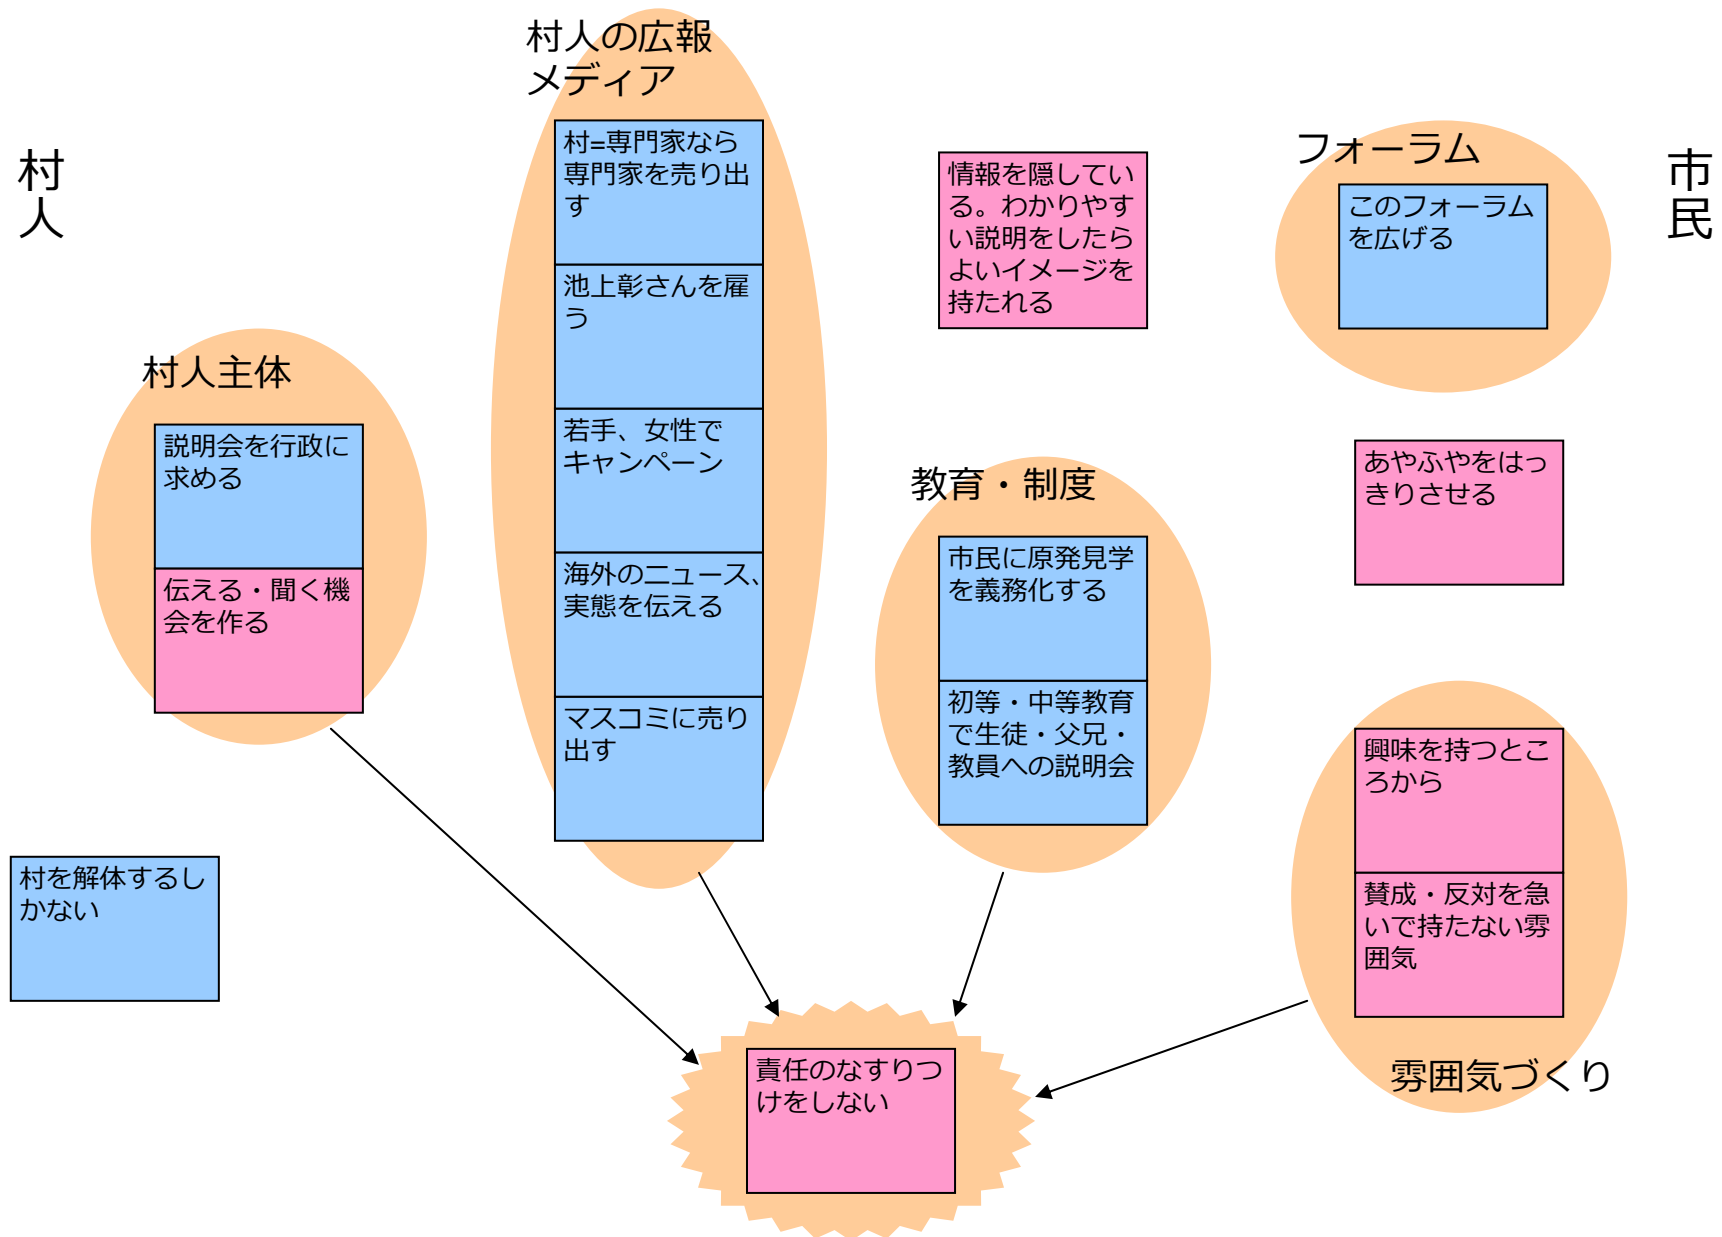 村人の広報
メディア
村
人
市
民
村=専門家なら
専門家を売り出
す
池上彰さんを雇
う
若手、女性で
キャンペーン
海外のニュース、
実態を伝える
マスコミに売り
出す
情報を隠してい
る。わかりやす
い説明をしたら
よいイメージを
持たれる
フォーラム
このフォーラム
を広げる
村人主体
説明会を行政に
求める
伝える・聞く機
会を作る
教育・制度
市民に原発見学
を義務化する
初等・中等教育
で生徒・父兄・
教員への説明会
あやふやをはっ
きりさせる
興味を持つとこ
ろから
賛成・反対を急
いで持たない雰
囲気
雰囲気づくり
村を解体するし
かない
責任のなすりつ
けをしない